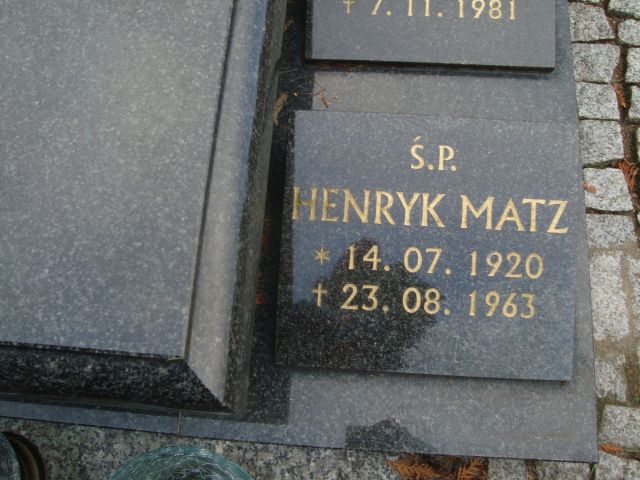 † 7. 11. 1981
Ś.P.
HENRYK MATZ
* 14. 07. 1920
† 23. 08. 1963